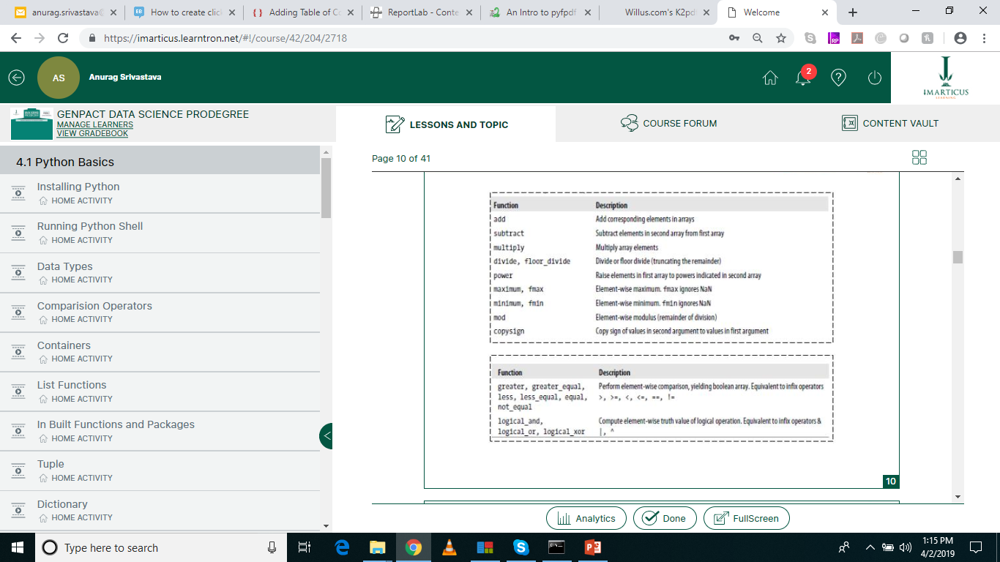 anurag.srivastava@
How to create clic
Adding Table of Co
ReportLab - Conte
An Intro to pyfpdf
Willus.com's K2pd
Welcome
https://imarticus.learntron.net/#!/course/42/204/2718
AS
Anurag Srivastava
2
IMARTICUS
LEARNING
GENPACT DATA SCIENCE PRODEGREE
MANAGE LEARNERS
VIEW GRADEBOOK
LESSONS AND TOPIC
COURSE FORUM
CONTENT VAULT
4.1 Python Basics
Installing Python
HOME ACTIVITY
Running Python Shell
HOME ACTIVITY
Data Types
HOME ACTIVITY
Comparision Operators
HOME ACTIVITY
Containers
HOME ACTIVITY
List Functions
HOME ACTIVITY
In Built Functions and Packages
HOME ACTIVITY
Tuple
HOME ACTIVITY
Dictionary
HOME ACTIVITY
Page 10 of 41
Function Description
add Add corresponding elements in arrays
subtract Subtract elements in second array from first array
multiply Multiply array elements
divide, floor_divide Divide or floor divide (truncating the remainder)
power Raise elements in first array to powers indicated in second array
maximum, fmax Element-wise maximum. fmax ignores NaN
minimum, fmin Element-wise minimum. fmin ignores NaN
mod Element-wise modulus (remainder of division)
copysign Copy sign of values in second argument to values in first argument
Function Description
greater, greater_equal, Perform element-wise comparison, yielding boolean array. Equivalent to infix operators
less, less_equal, equal, >, >=, <, <=, ==, !=
not_equal
logical_and, Compute element-wise truth value of logical operation. Equivalent to infix operators &
logical_or, logical_xor |, ^
10
Analytics
Done
FullScreen
Type here to search
1:15 PM
4/2/2019